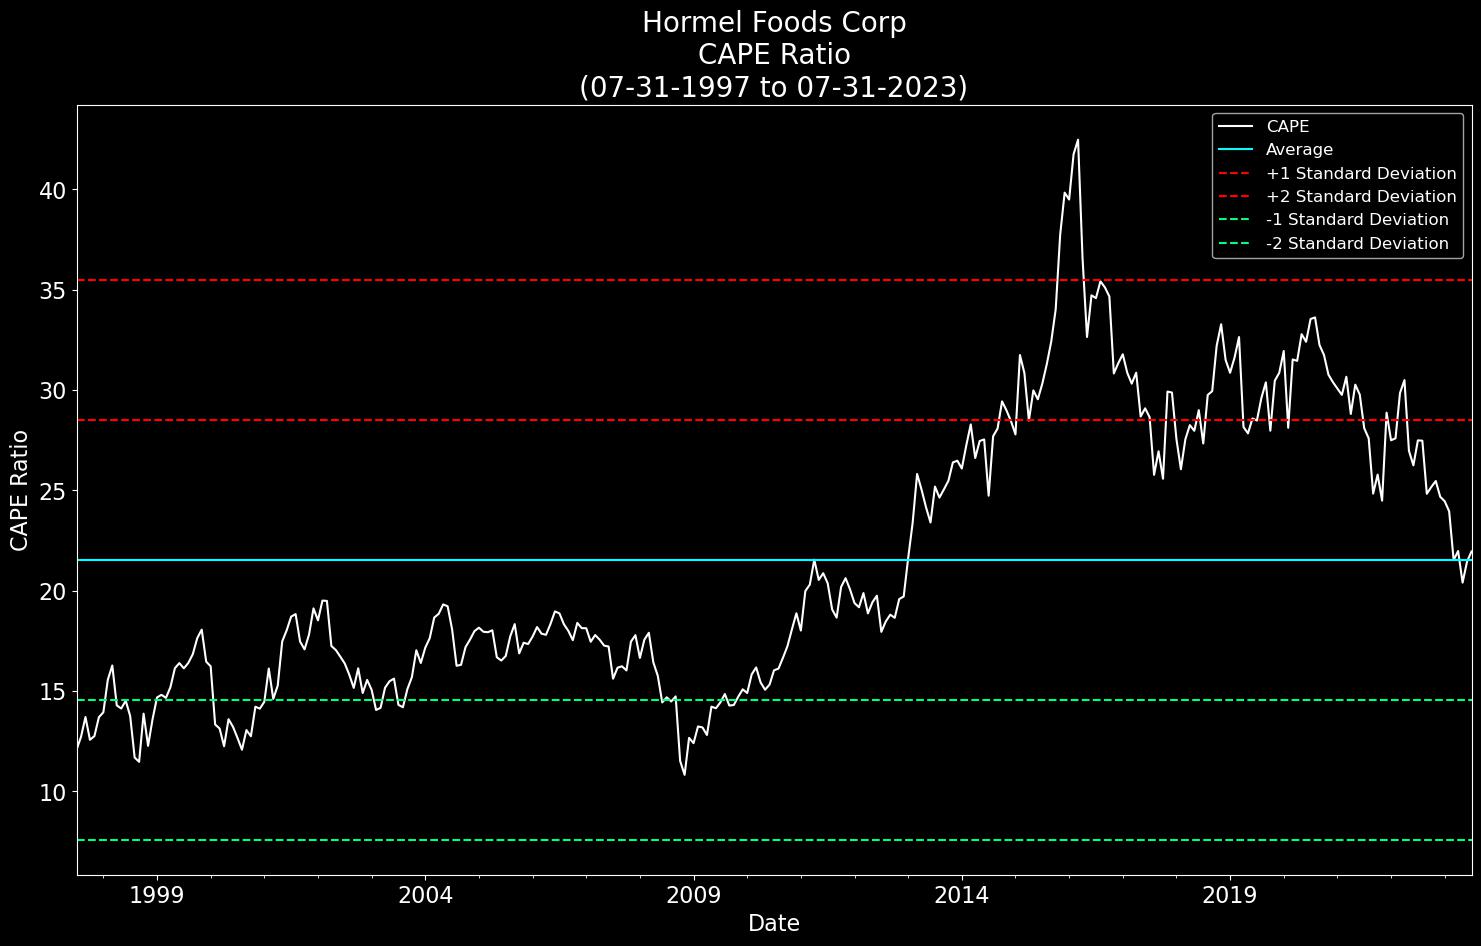 Hormel Foods Corp
CAPE Ratio
(07-31-1997 to 07-31-2023)
CAPE
Average
+1 Standard Deviation
+2 Standard Deviation
-1 Standard Deviation
-2 Standard Deviation
40
35
30
25
20
15
10
CAPE Ratio
1999
2004
2009
2014
2019
Date